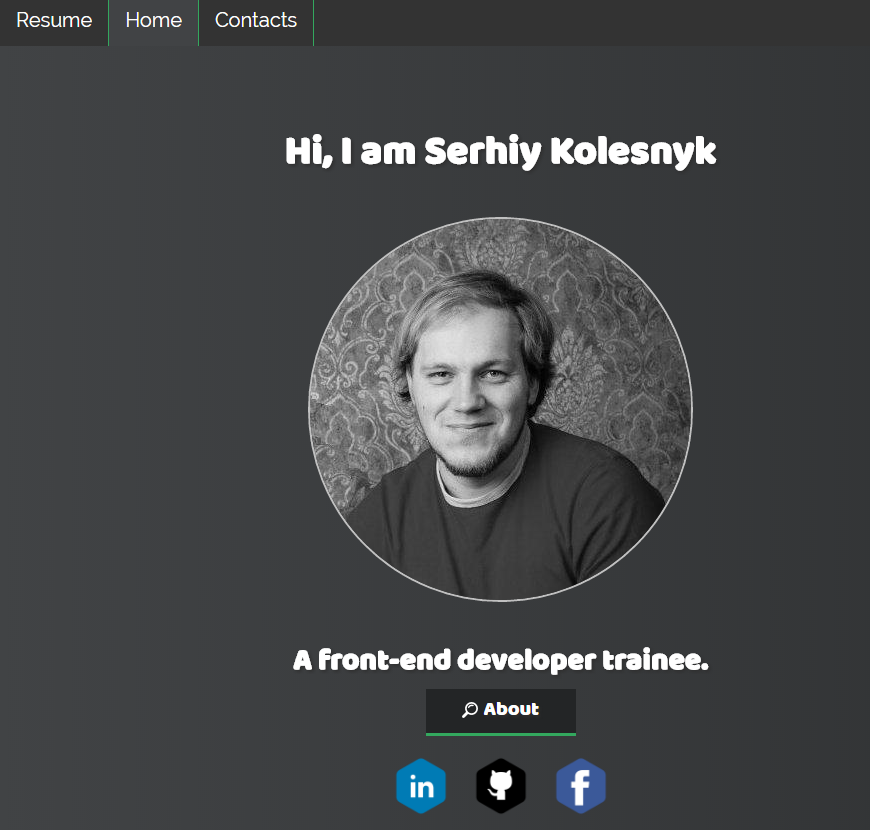 Resume Home Contacts
Hi, I am Serhiy Kolesnyk
A front-end developer trainee.
About
in f